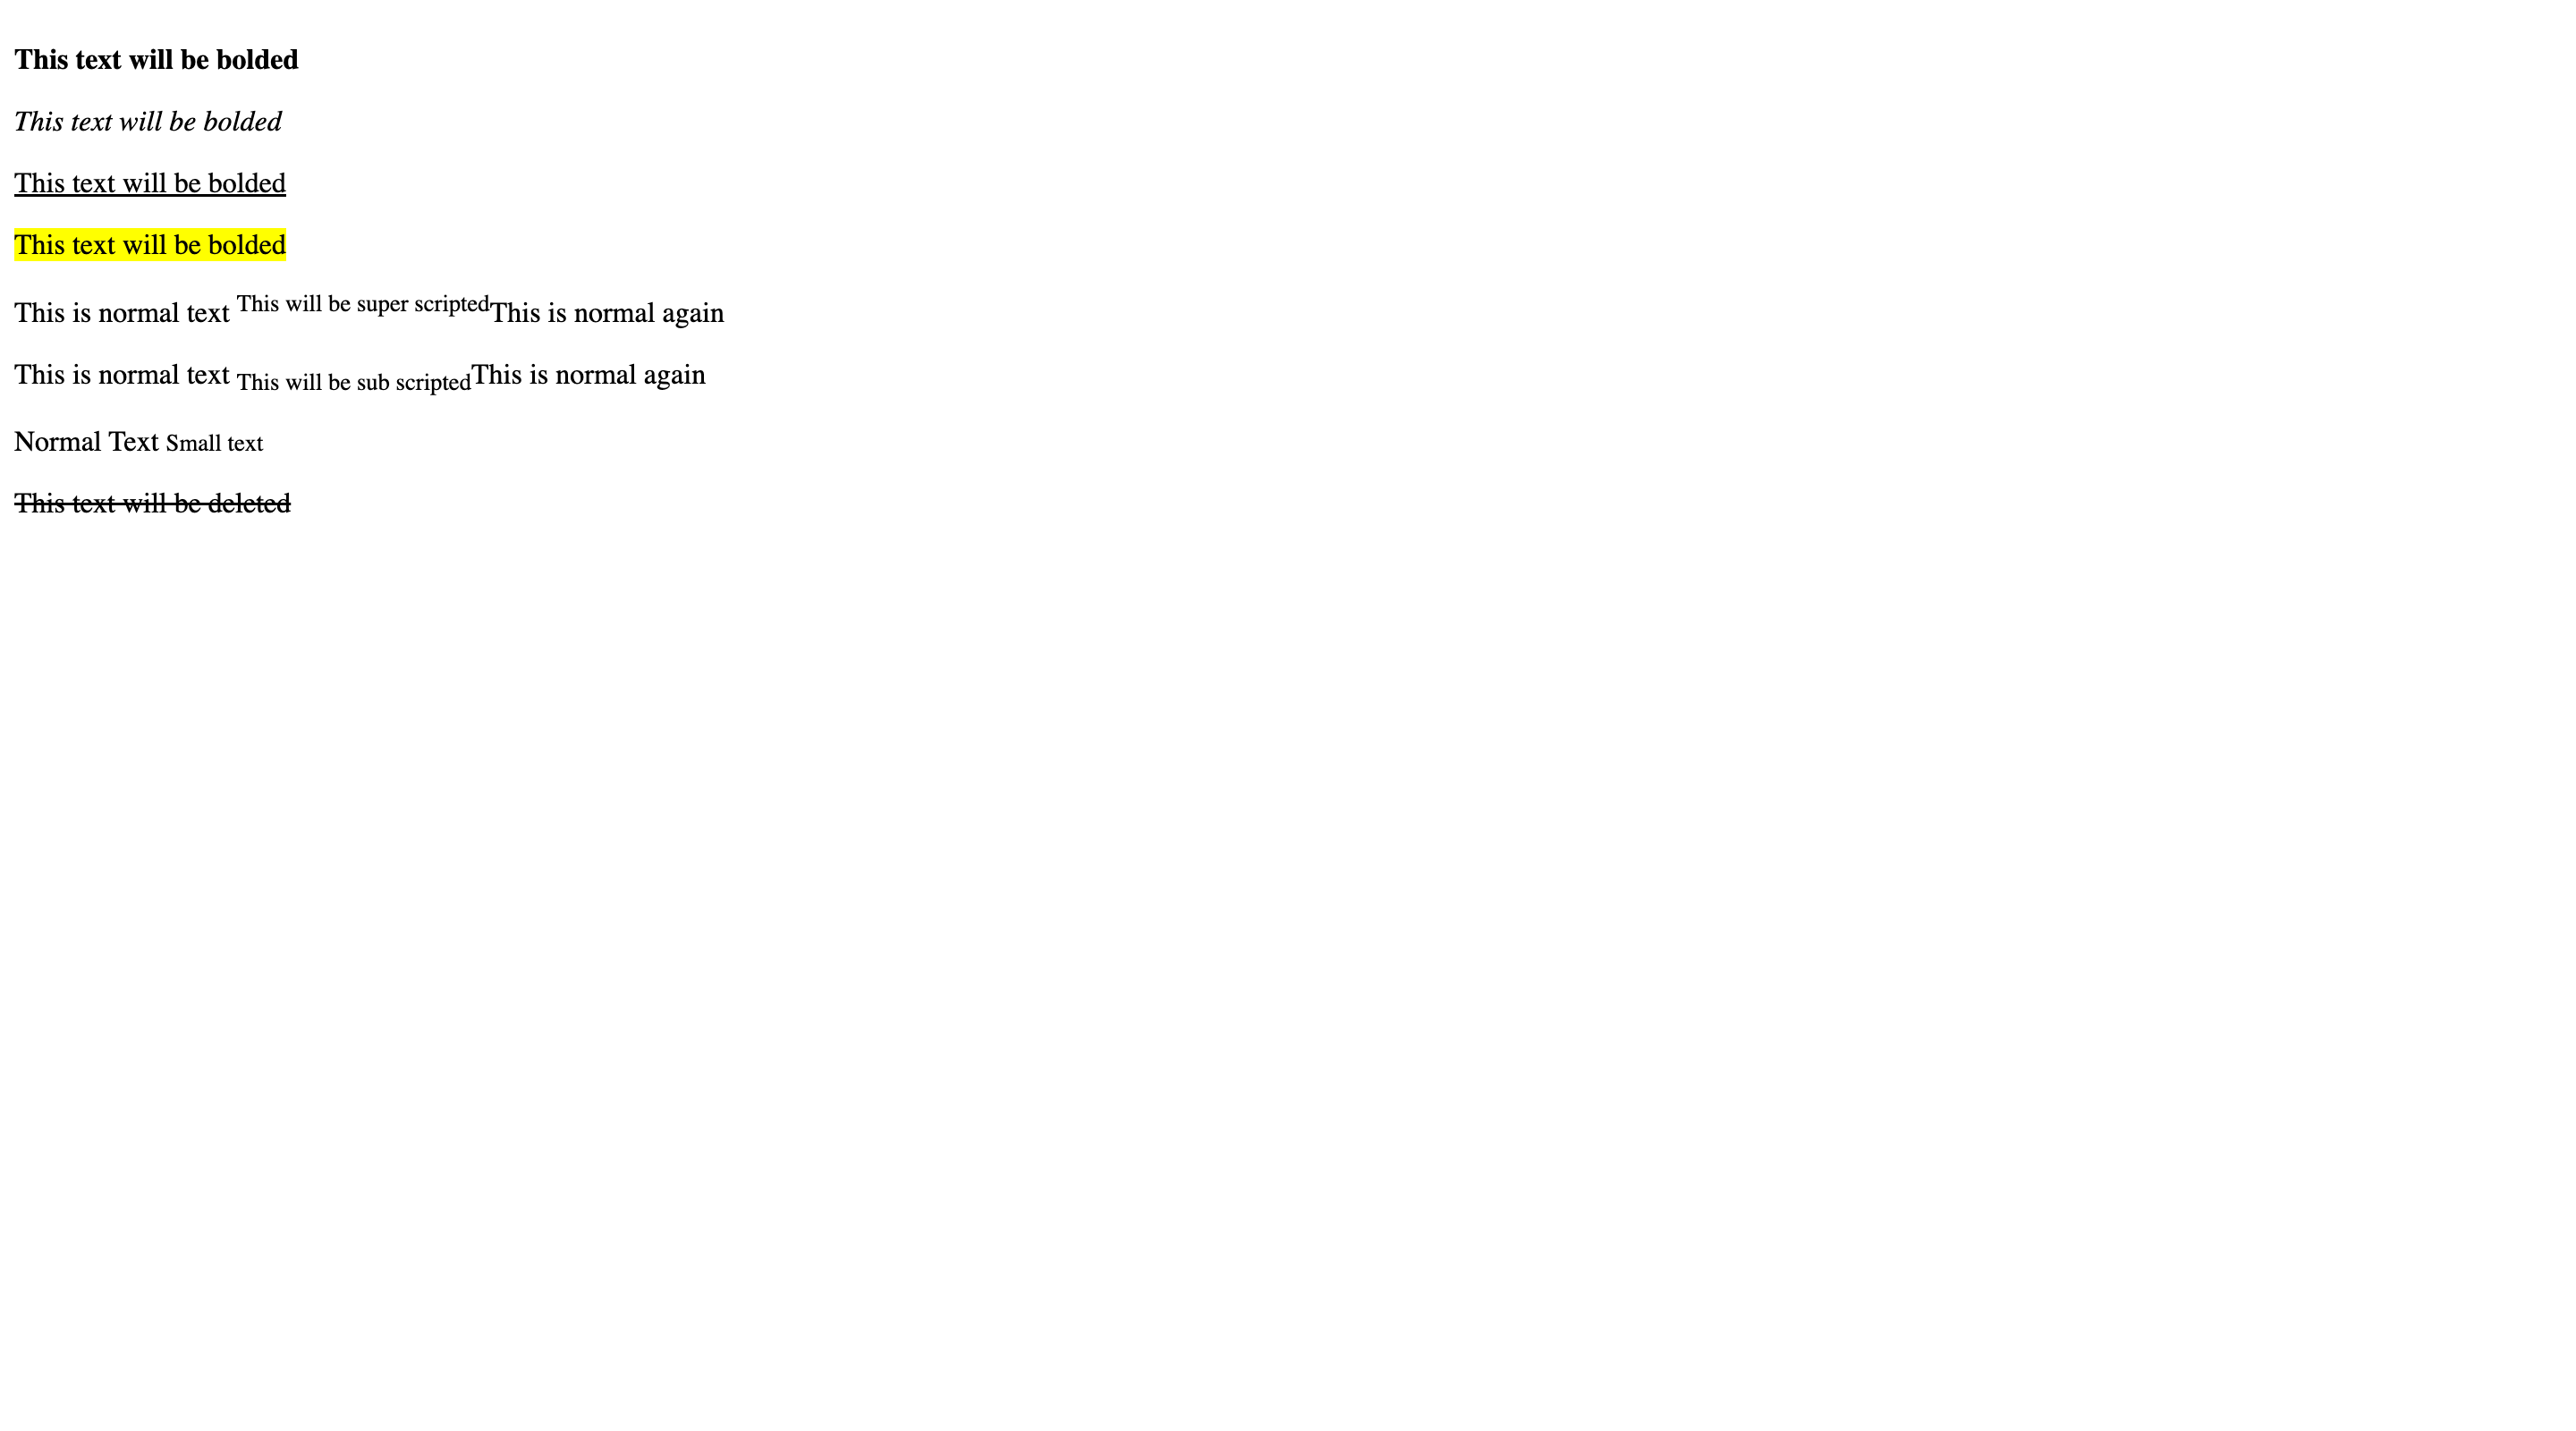 This text will be bolded
This text will be bolded
This text will be bolded
This text will be bolded
This is normal text This will be super scriptedThis is normal again
This is normal text This will be sub scriptedThis is normal again
Normal Text Small text
This text will be deleted